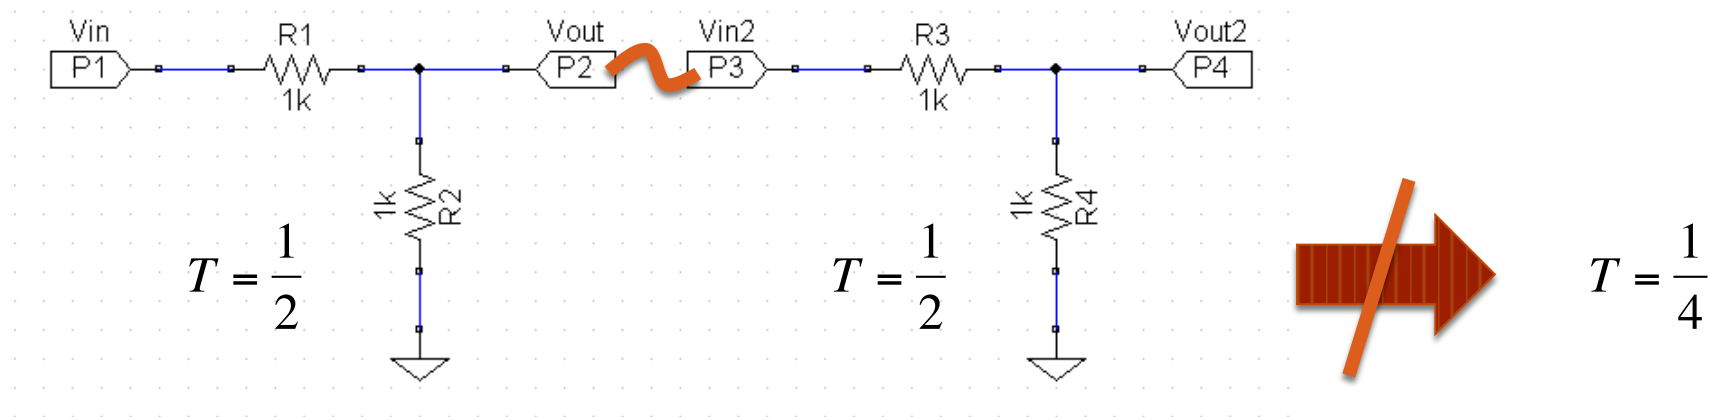 Vin R1 Vout Vin2 R3 Vout2
P1 P2 P3 P4
1k 1k
1k R2 1k R4
T = 1/2 T = 1/2 T = 1/4